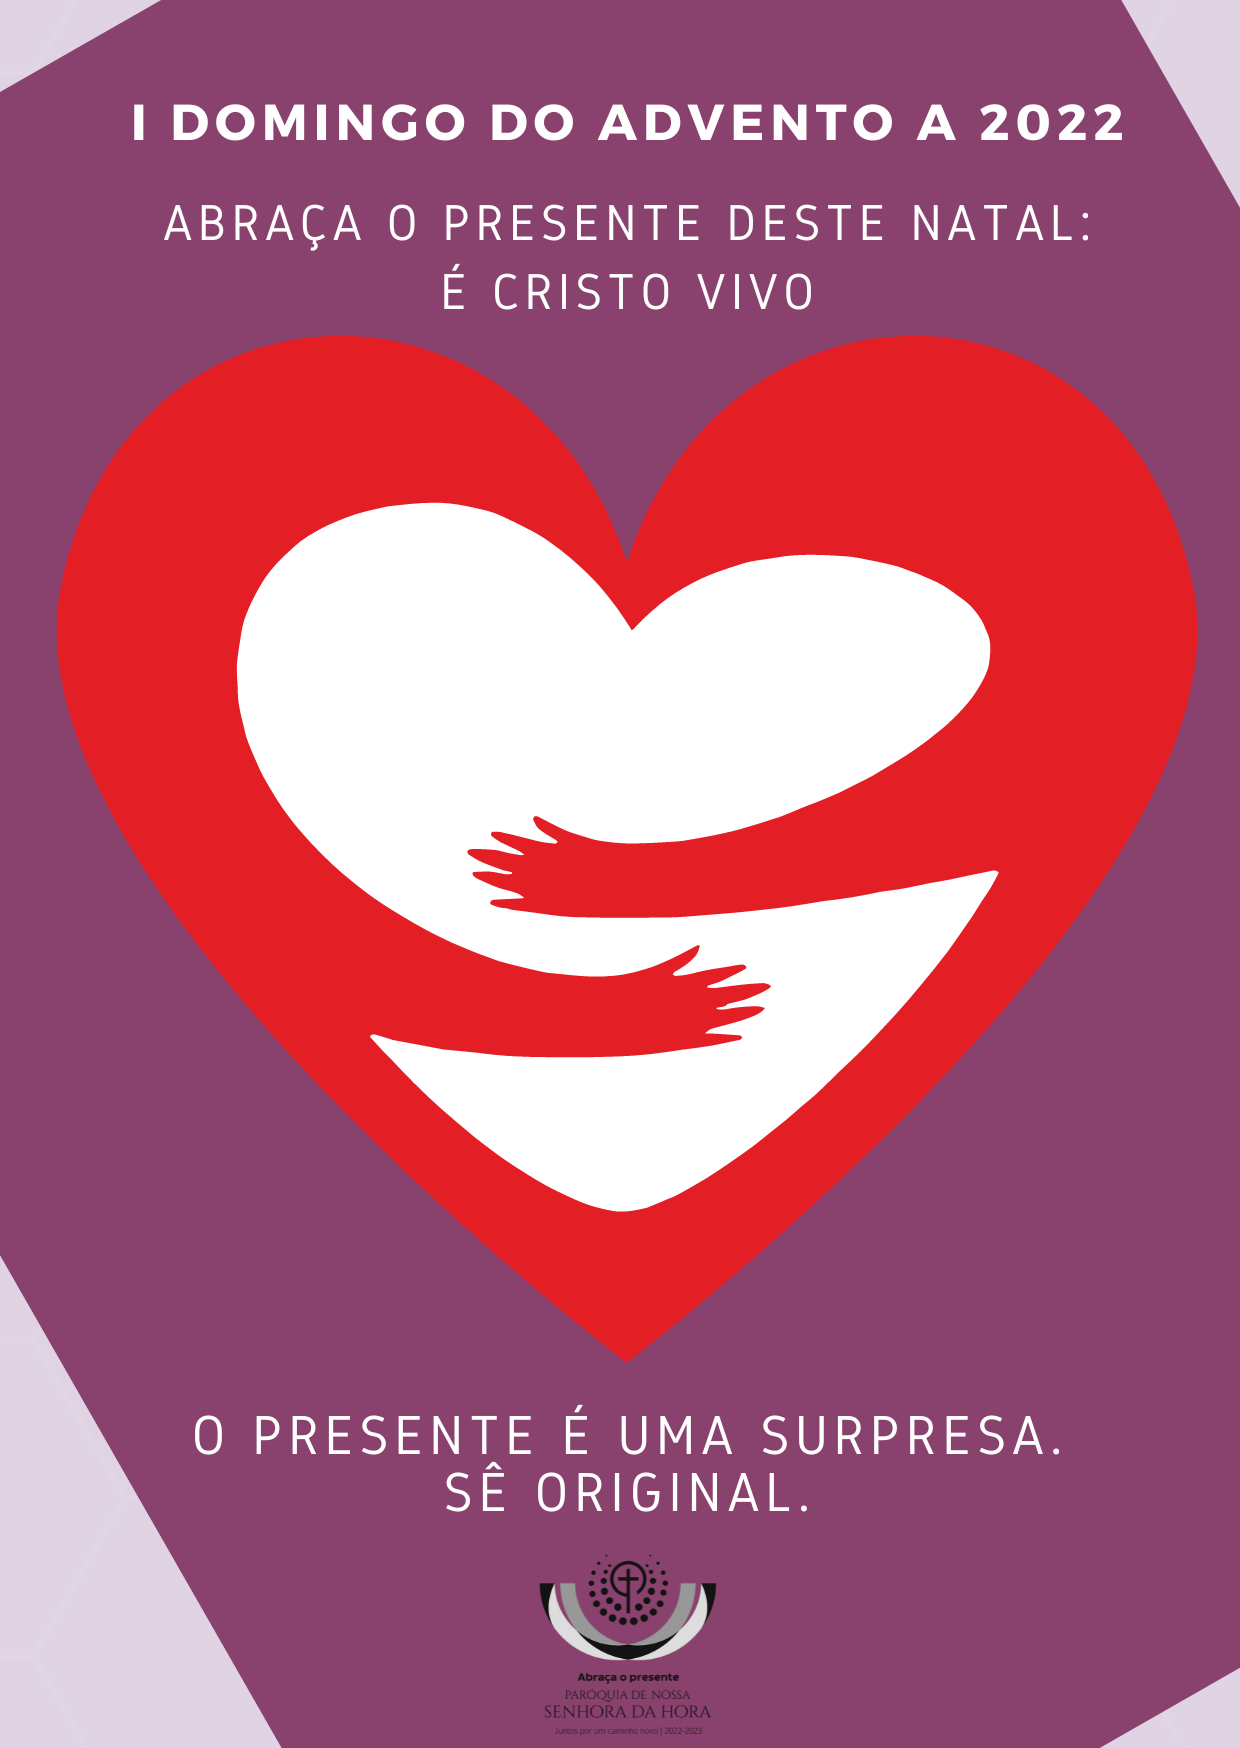 I DOMINGO DO ADVENTO A 2022
ABRAÇA O PRESENTE DESTE NATAL:
É CRISTO VIVO
O PRESENTE É UMA SURPRESA.
SÊ ORIGINAL.
Abraça o presente
PARÓQUIA DE NOSSA
SENHORA DA HORA
Juntos por um caminho novo | 2022-2023